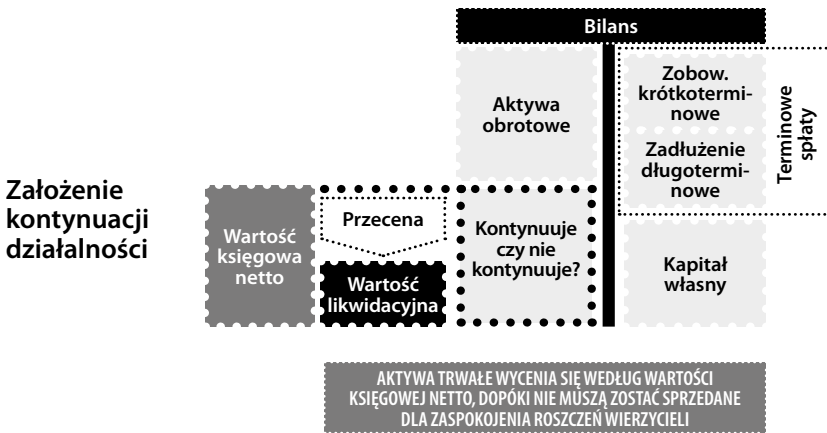 Założenie
kontynuacji
działalności
Bilans
Aktywa
obrotowe
Zobow.
krótkotermi-
nowe
Zadłużenie
długotermi-
nowe
Terminowe
spłaty
Wartość
księgowa
netto
Przecena
Wartość
likwidacyjna
Kontynuuje
czy nie
kontynuuje?
Kapitał
własny
AKTYWA TRWAŁE WYCENIA SIĘ WEDŁUG WARTOŚCI
KSIĘGOWEJ NETTO, DOPÓKI NIE MUSZĄ ZOSTAĆ SPRZEDANE
DLA ZASPOKOJENIA ROSZCZEŃ WIERZYCIELI